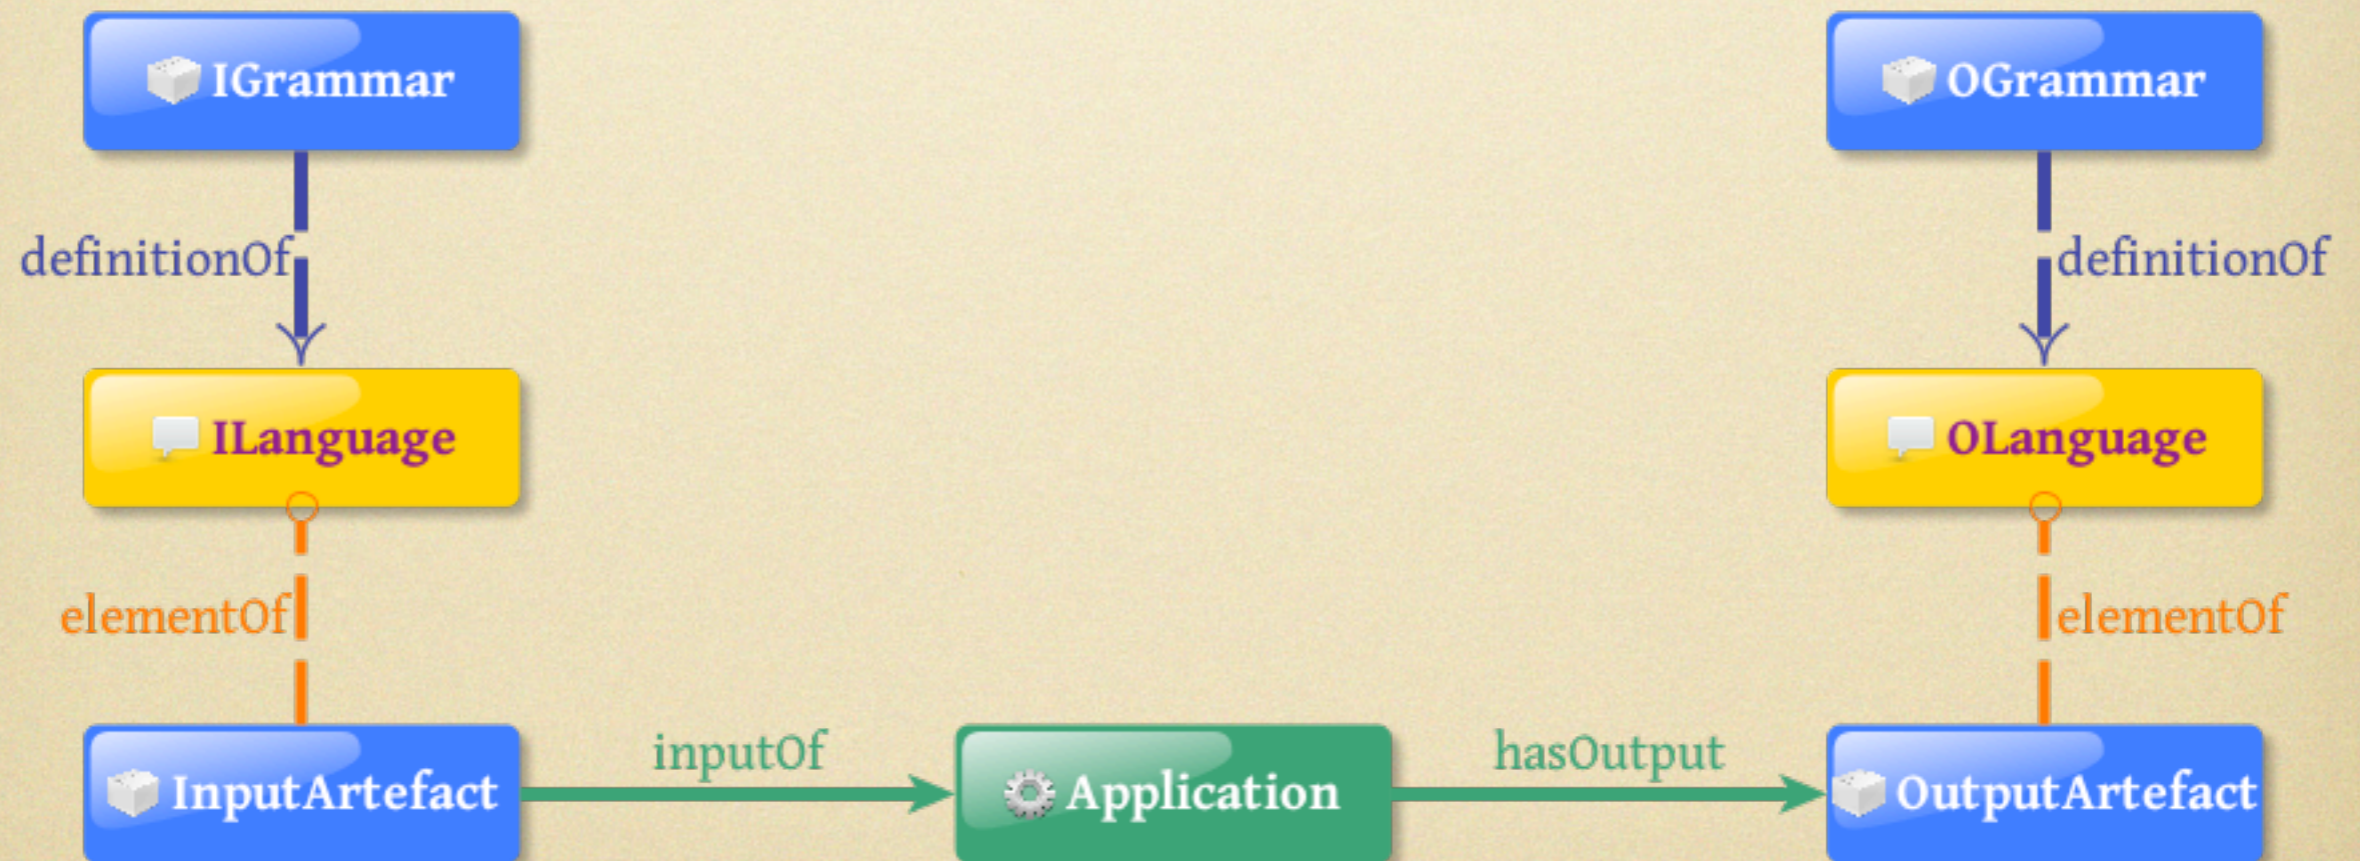 IGrammar
OGrammar
definitionOf
definitionOf
ILanguage
OLanguage
elementOf
elementOf
InputArtefact
inputOf
Application
hasOutput
OutputArtefact